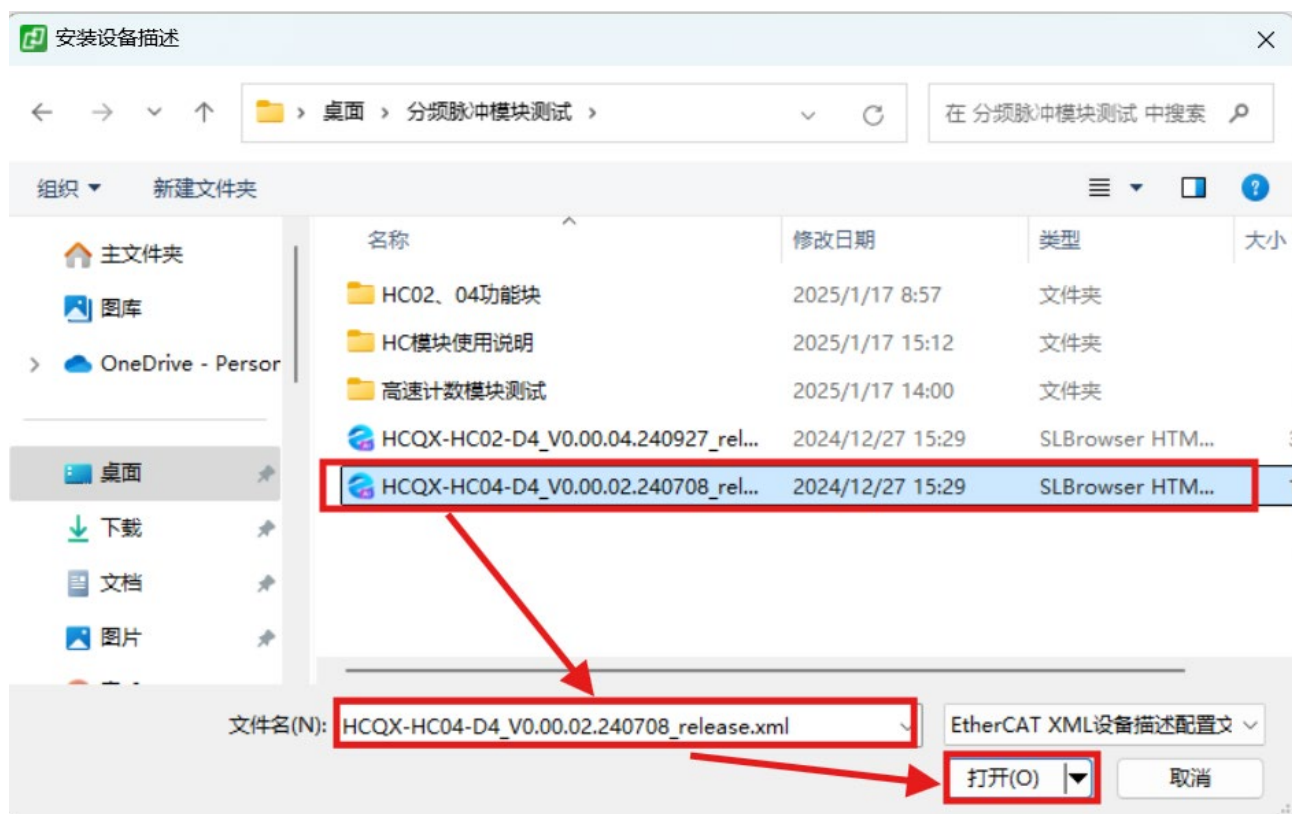 安装设备描述
桌面 › 分频脉冲模块测试 ›
在 分频脉冲模块测试 中搜索
组织 新建文件夹
名称 修改日期 类型 大小
主文件夹
图库
OneDrive - Person
桌面
下载
文档
图片
HC02、04功能块 2025/1/17 8:57 文件夹
HC模块使用说明 2025/1/17 15:12 文件夹
高速计数模块测试 2025/1/17 14:00 文件夹
HCQX-HC02-D4_V0.00.04.240927_rel... 2024/12/27 15:29 SLBrowser HTM...
HCQX-HC04-D4_V0.00.02.240708_rel... 2024/12/27 15:29 SLBrowser HTM...
文件名(N): HCQX-HC04-D4_V0.00.02.240708_release.xml EtherCAT XML设备描述配置文
打开(O) 取消